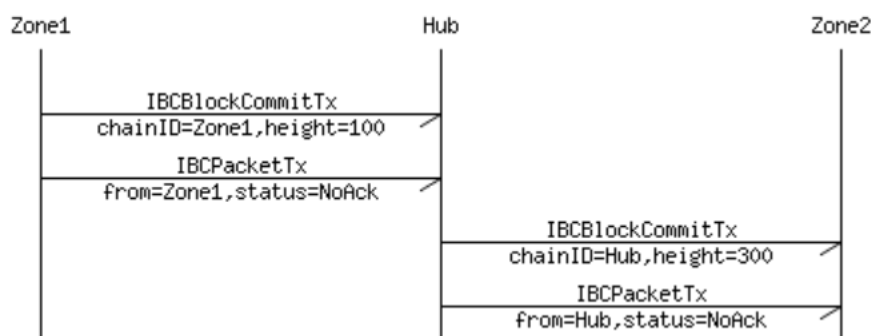 Zone1 Hub Zone2
IBCBlockCommitTx
chainID=Zone1,height=100
IBCPacketTx
from=Zone1,status=NoAck
IBCBlockCommitTx
chainID=Hub,height=300
IBCPacketTx
from=Hub,status=NoAck